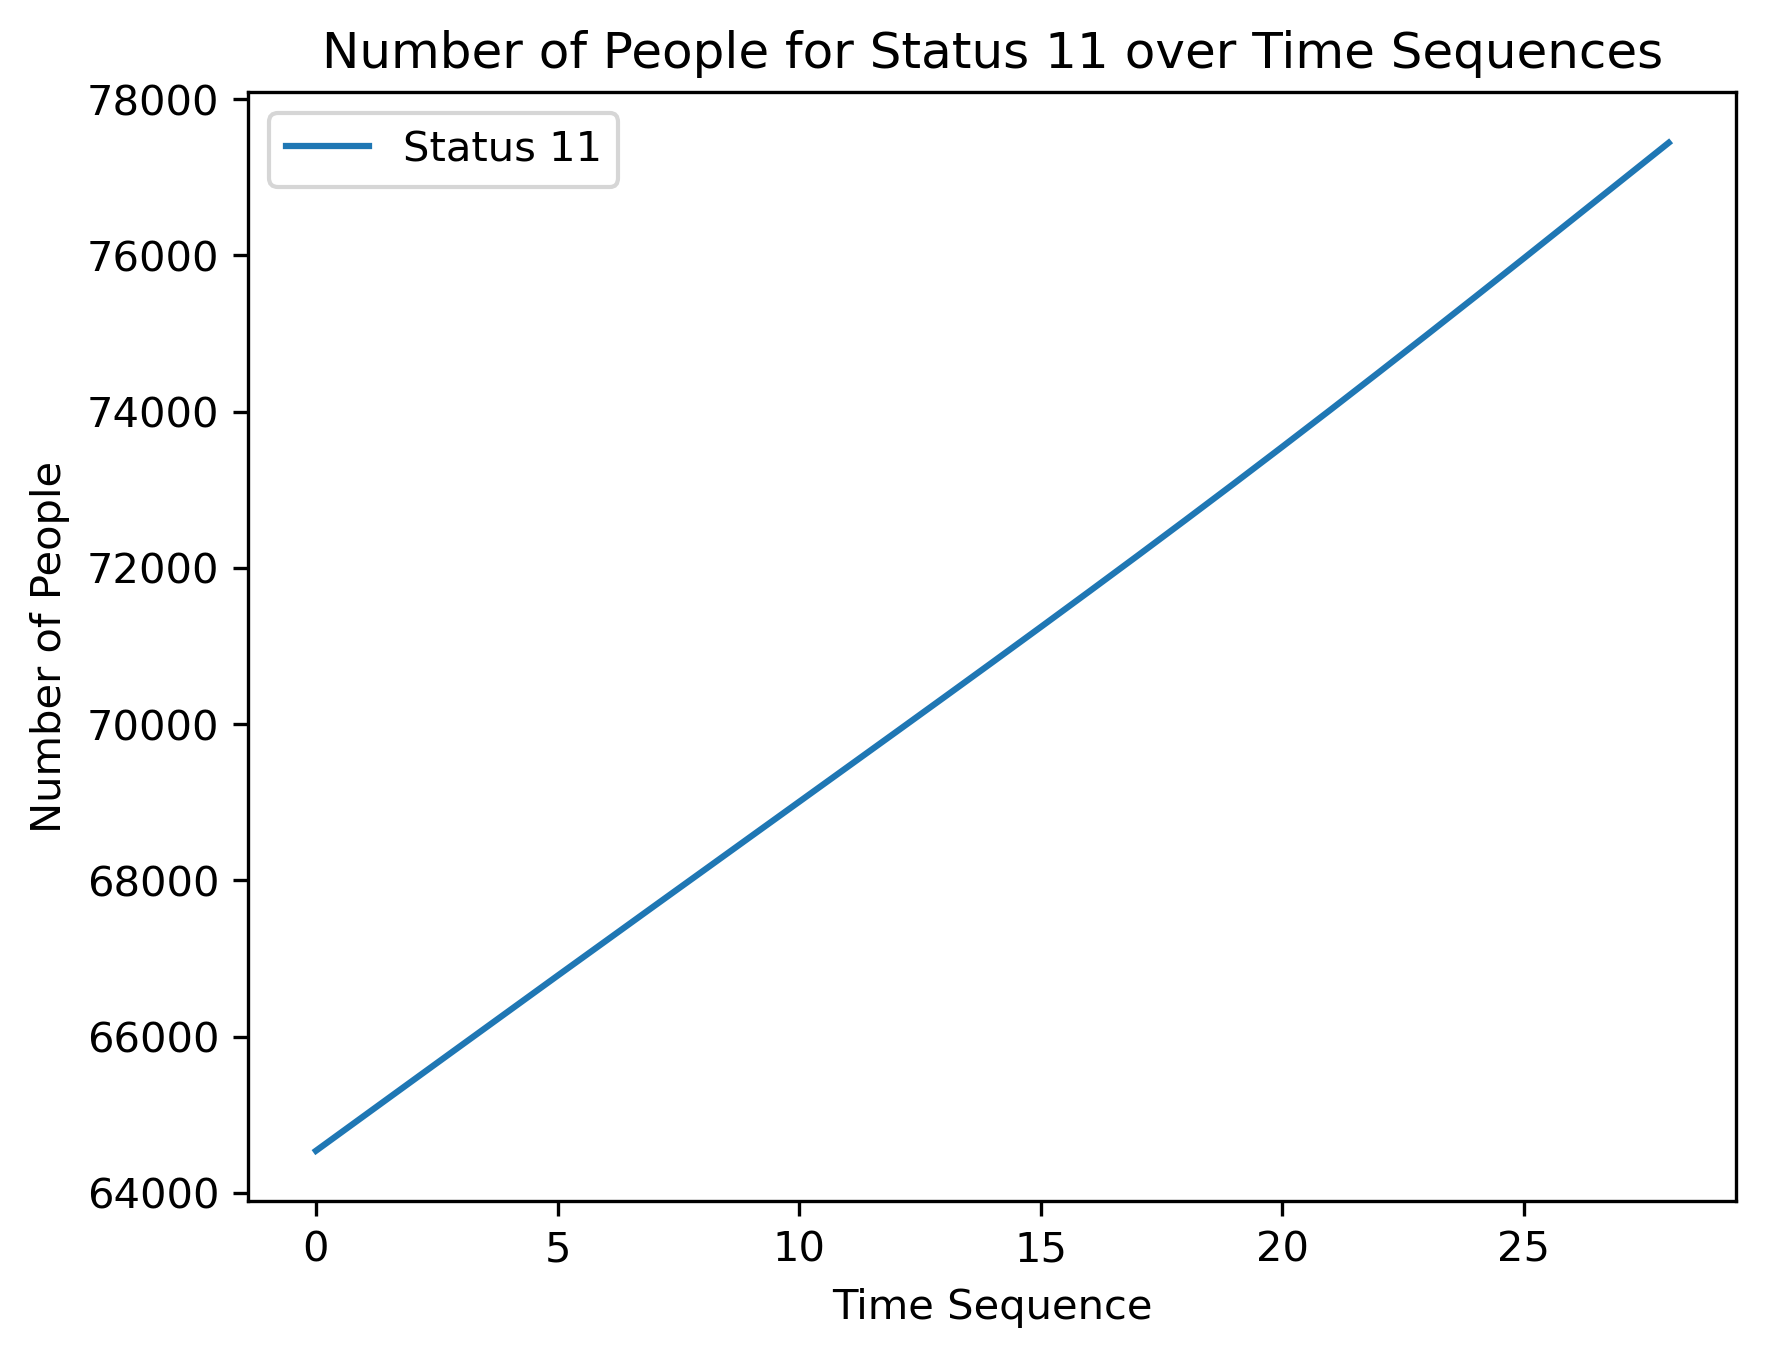 Number of People for Status 11 over Time Sequences
78000
Status 11
76000
74000
72000
70000
68000
66000
64000
Number of People
0 5 10 15 20 25
Time Sequence